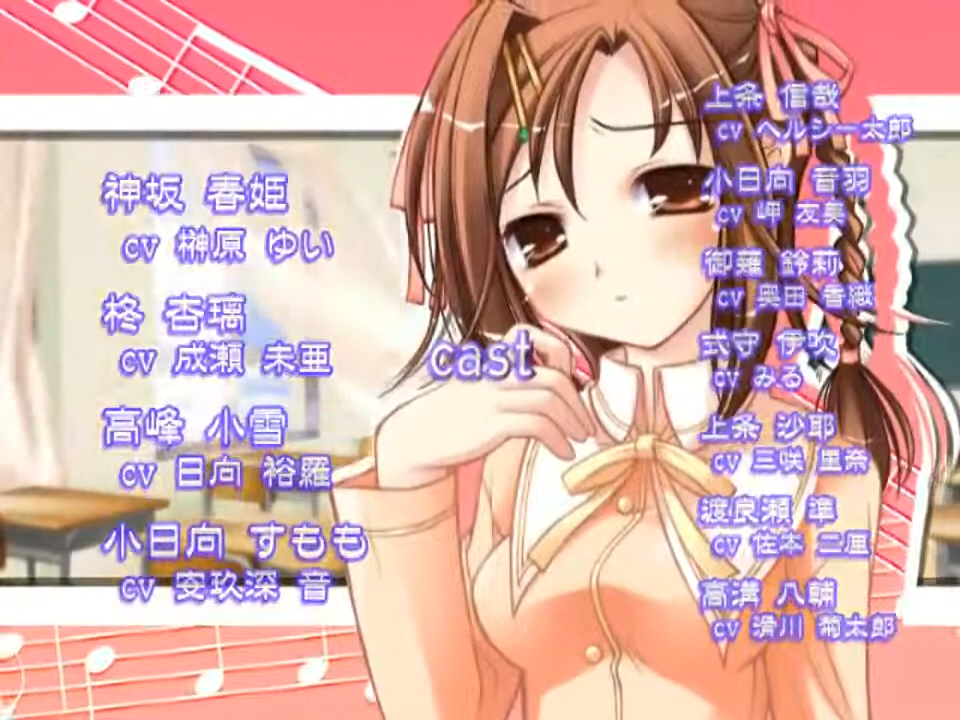 神坂 春姫
cv 榊原 ゆい
柊 杏璃
cv 成瀬 未亜
高峰 小雪
cv 日向 裕羅
小日向 すもも
cv 安玖深 音
cast
上条 信哉
cv ヘルシー太郎
小日向 音羽
cv 岬 友美
御薙 鈴莉
cv 奥田 香織
式守 伊吹
cv みる
上条 沙耶
cv 三咲 里奈
渡良瀬 準
cv 佐本 二厘
高溝 八輔
cv 滑川 菊太郎